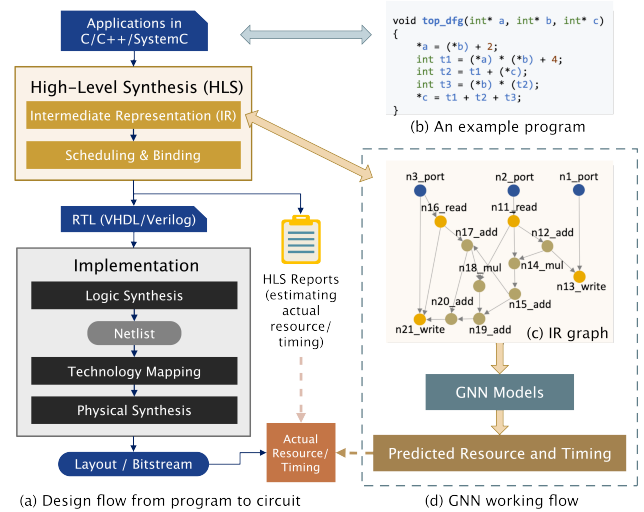 Applications in
C/C++/SystemC
High-Level Synthesis (HLS)
Intermediate Representation (IR)
Scheduling & Binding
RTL (VHDL/Verilog)
Implementation
Logic Synthesis
Netlist
Technology Mapping
Physical Synthesis
Layout / Bitstream
(a) Design flow from program to circuit
HLS Reports
(estimating
actual
resource/
timing)
Actual
Resource/
Timing
void top_dfg(int* a, int* b, int* c)
{
*a = (*b) + 2;
int t1 = (*a) * (*b) + 4;
int t2 = t1 + (*c);
int t3 = (*b) * (t2);
*c = t1 + t2 + t3;
}
(b) An example program
n3_port
n2_port
n1_port
n16_read
n11_read
n17_add
n12_add
n18_mul
n14_mul
n13_write
n20_add
n15_add
n21_write
n19_add
(c) IR graph
GNN Models
Predicted Resource and Timing
(d) GNN working flow